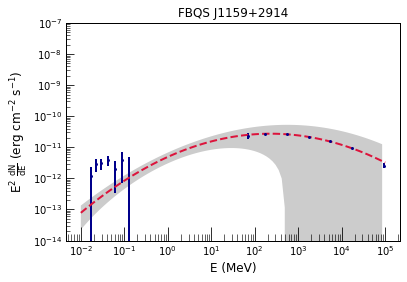 FBQS J1159+2914
10⁻⁷
10⁻⁸
10⁻⁹
10⁻¹⁰
10⁻¹¹
10⁻¹²
10⁻¹³
10⁻¹⁴
E² dN/dE (erg cm⁻² s⁻¹)
10⁻² 10⁻¹ 10⁰ 10¹ 10² 10³ 10⁴ 10⁵
E (MeV)